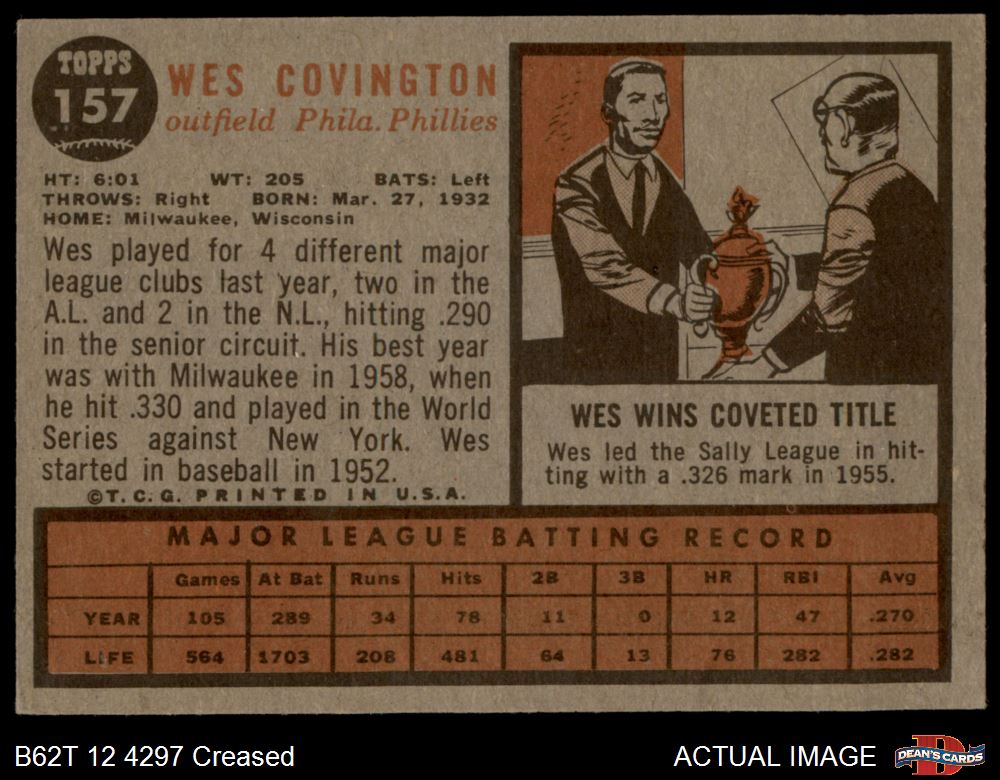 TOPPS
157
WES COVINGTON
outfield Phila. Phillies
HT: 6:01 WT: 205 BATS: Left
THROWS: Right BORN: Mar. 27, 1932
HOME: Milwaukee, Wisconsin
Wes played for 4 different major
league clubs last year, two in the
A.L. and 2 in the N.L., hitting .290
in the senior circuit. His best year
was with Milwaukee in 1958, when
he hit .330 and played in the World
Series against New York. Wes
started in baseball in 1952.
©T.C.G. PRINTED IN U.S.A.
WES WINS COVETED TITLE
Wes led the Sally League in hit-
ting with a .326 mark in 1955.
MAJOR LEAGUE BATTING RECORD
Games At Bat Runs Hits 2B 3B HR RBI Avg
YEAR 105 289 34 78 11 0 12 47 .270
LIFE 564 1703 208 481 64 13 76 282 .282
B62T 12 4297 Creased
ACTUAL IMAGE
DEAN'S CARDS